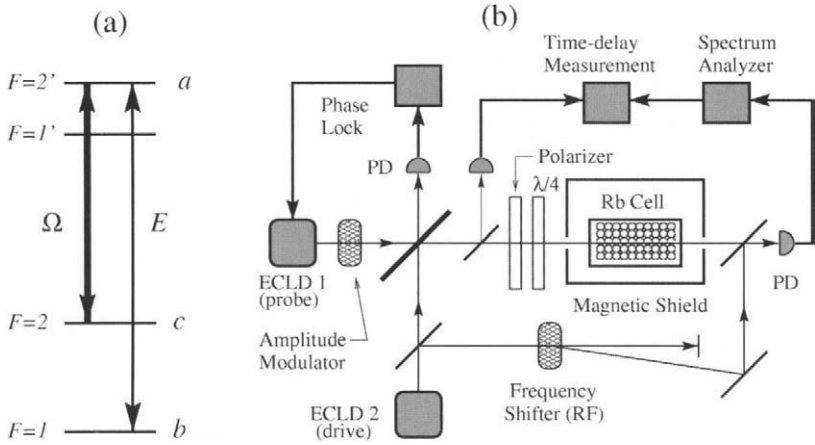 (a)
F=2'
a
F=1'
Ω
E
F=2
c
F=1
b
(b)
Time-delay
Measurement
Spectrum
Analyzer
Phase
Lock
PD
Polarizer
λ/4
Rb Cell
ECLD 1
(probe)
Magnetic Shield
PD
Amplitude
Modulator
Frequency
Shifter (RF)
ECLD 2
(drive)